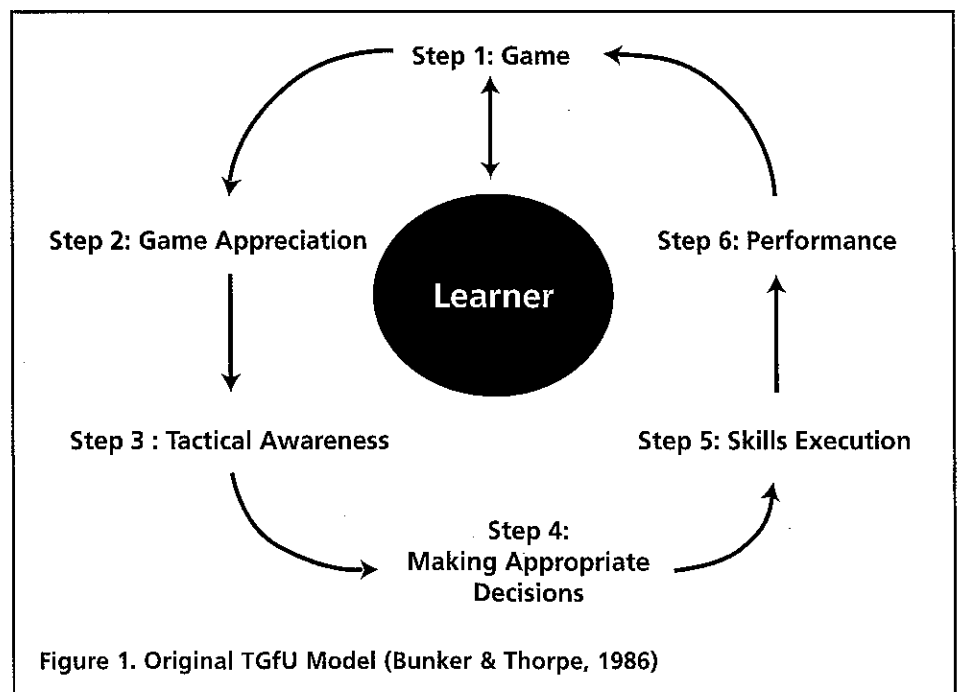 Step 1: Game
Step 2: Game Appreciation
Step 6: Performance
Learner
Step 3 : Tactical Awareness
Step 5: Skills Execution
Step 4:
Making Appropriate
Decisions
Figure 1. Original TGfU Model (Bunker & Thorpe, 1986)